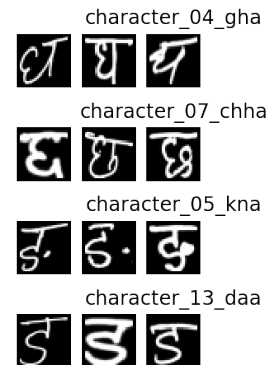 character_04_gha
घ घ घ
character_07_chha
छ छ छ
character_05_kna
ङ ङ ङ
character_13_daa
ड ड ड